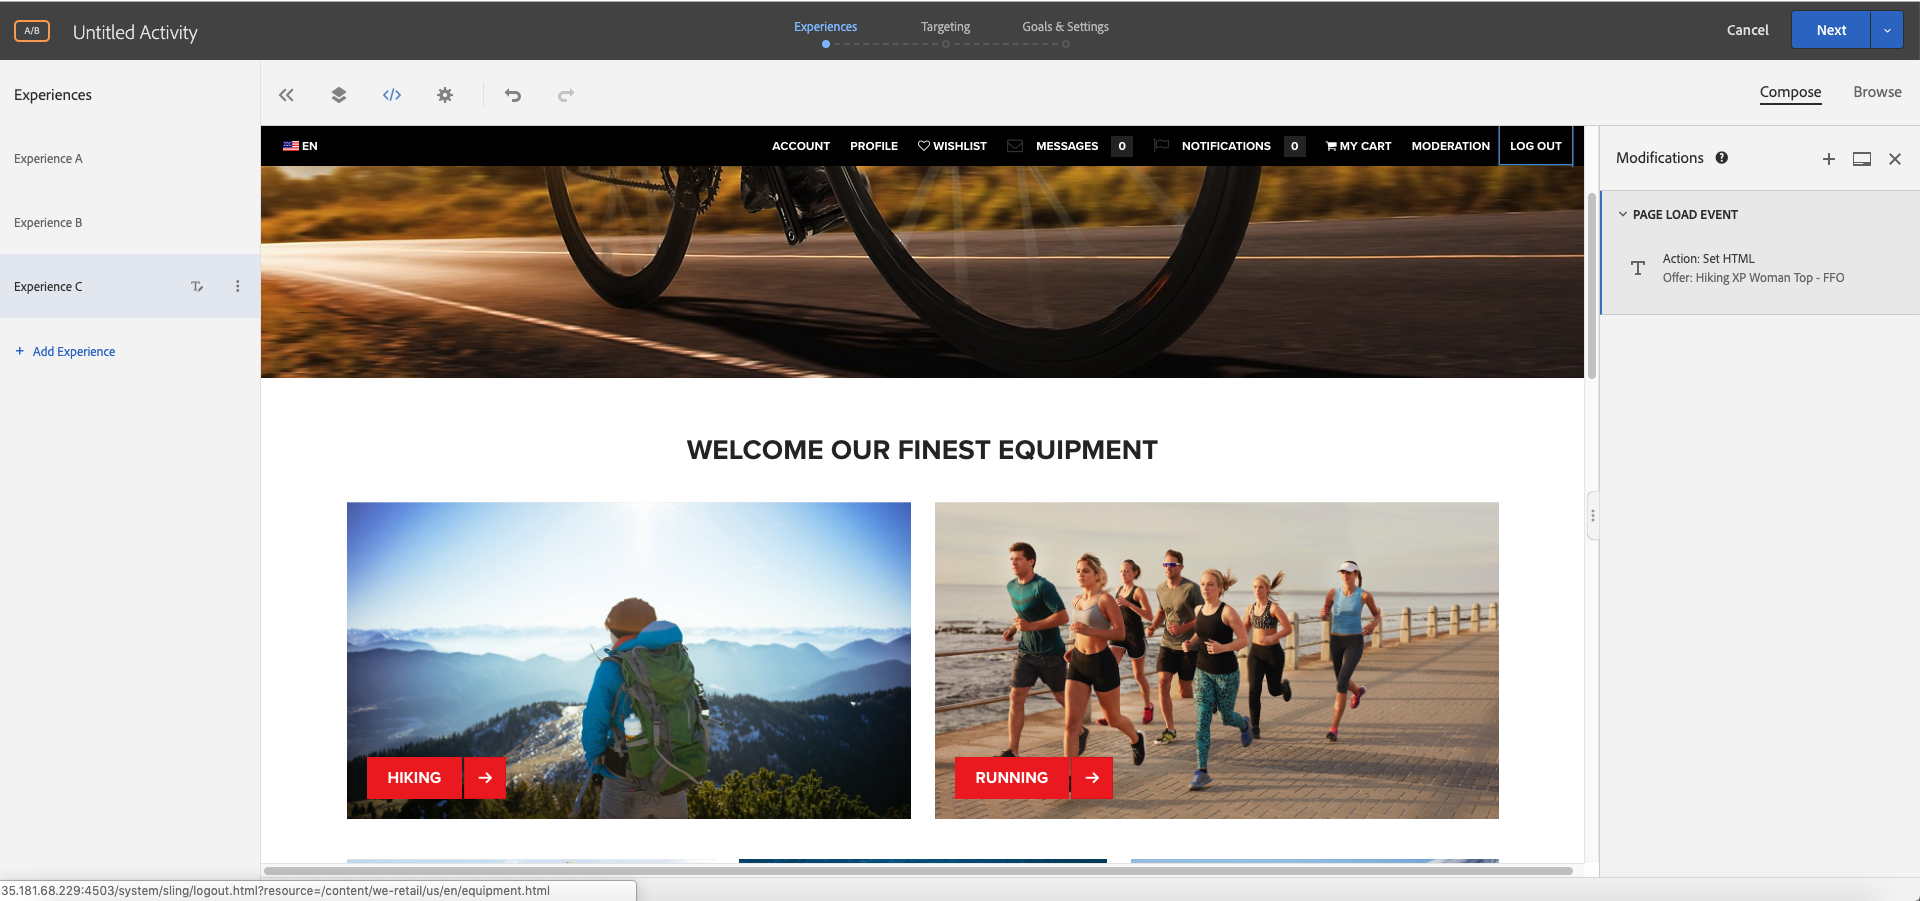 A/B
Untitled Activity
Experiences
Targeting
Goals & Settings
Cancel
Next
Experiences
Compose
Browse
Experience A
Experience B
Experience C
+ Add Experience
EN
ACCOUNT
PROFILE
WISHLIST
MESSAGES
0
NOTIFICATIONS
0
MY CART
MODERATION
LOG OUT
WELCOME OUR FINEST EQUIPMENT
HIKING
RUNNING
Modifications
PAGE LOAD EVENT
Action: Set HTML
Offer: Hiking XP Woman Top - FFO
35.181.68.229:4503/system/sling/logout.html?resource=/content/we-retail/us/en/equipment.html